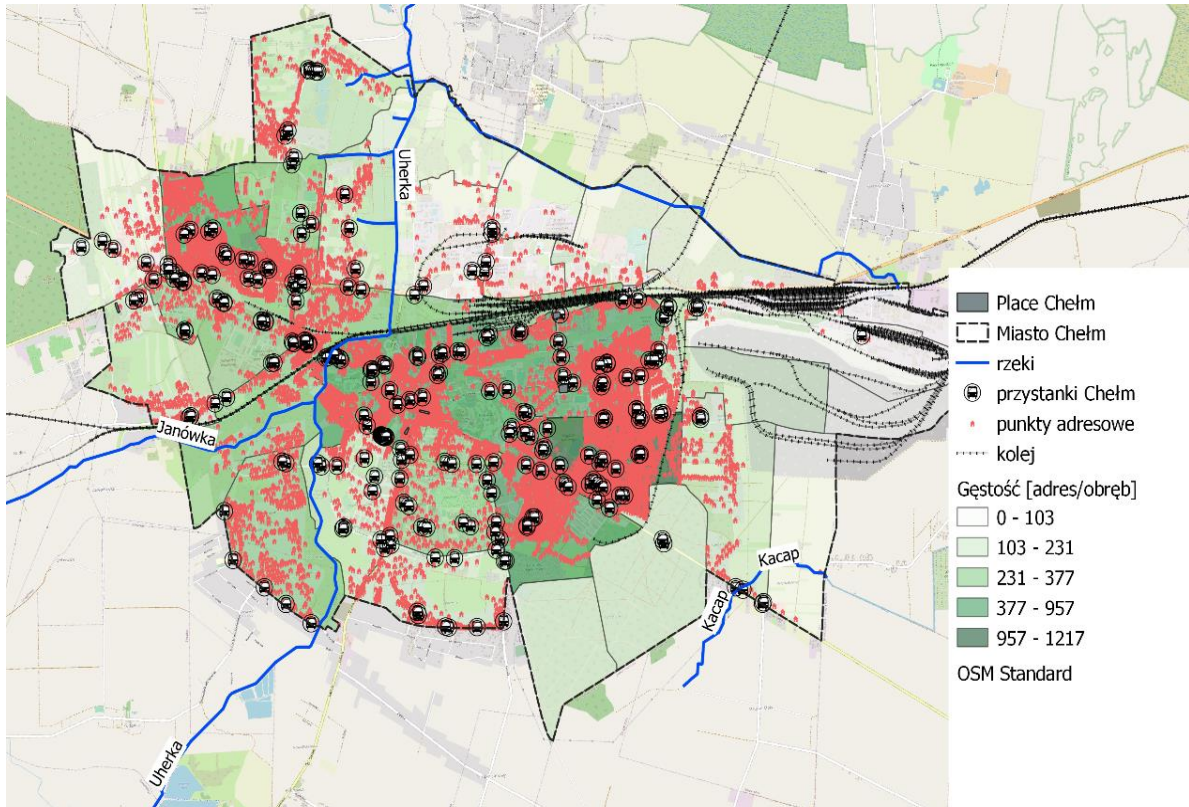 Uherka
Janówka
Kacap
Kacap
Uherka
Place Chełm
Miasto Chełm
rzeki
przystanki Chełm
punkty adresowe
kolej
Gęstość [adres/obręb]
0 - 103
103 - 231
231 - 377
377 - 957
957 - 1217
OSM Standard